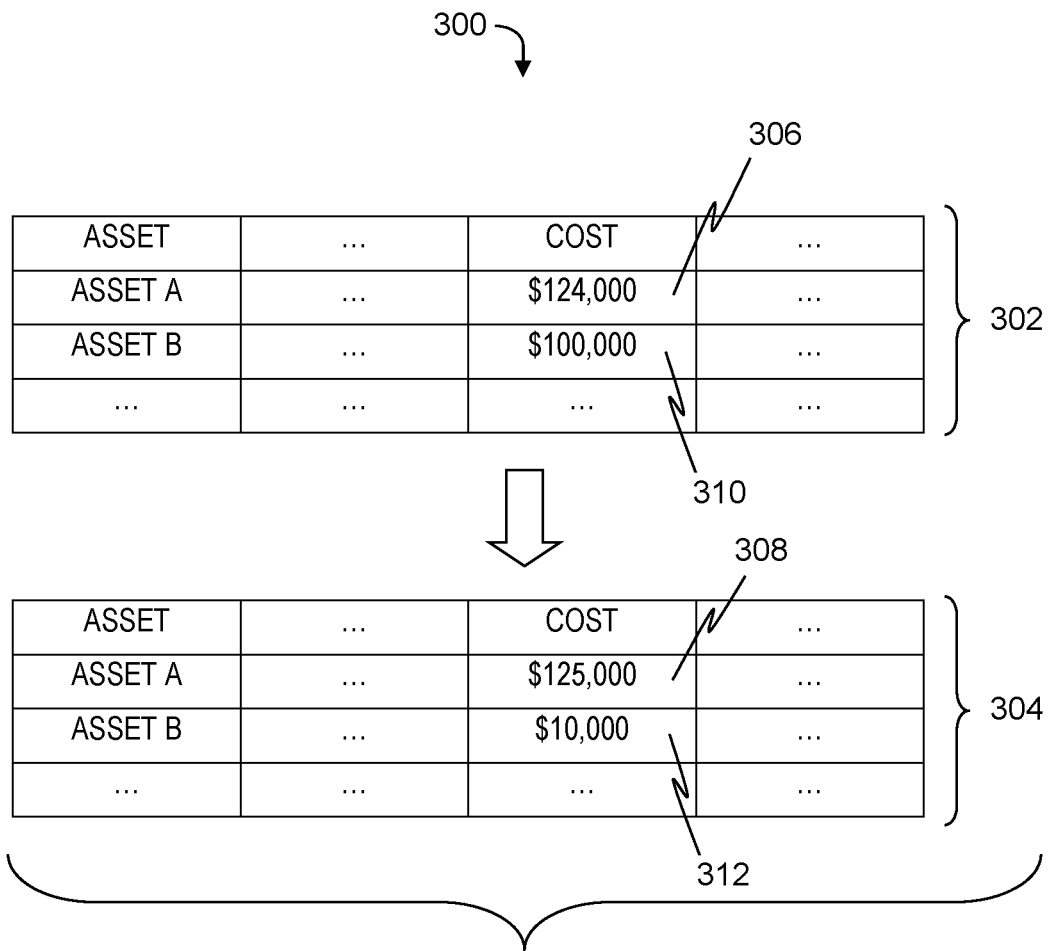 300
306
ASSET ... COST ...
ASSET A ... $124,000 ...
302
ASSET B ... $100,000 ...
... ... ... ...
310
308
ASSET ... COST ...
ASSET A ... $125,000 ...
304
ASSET B ... $10,000 ...
... ... ... ...
312